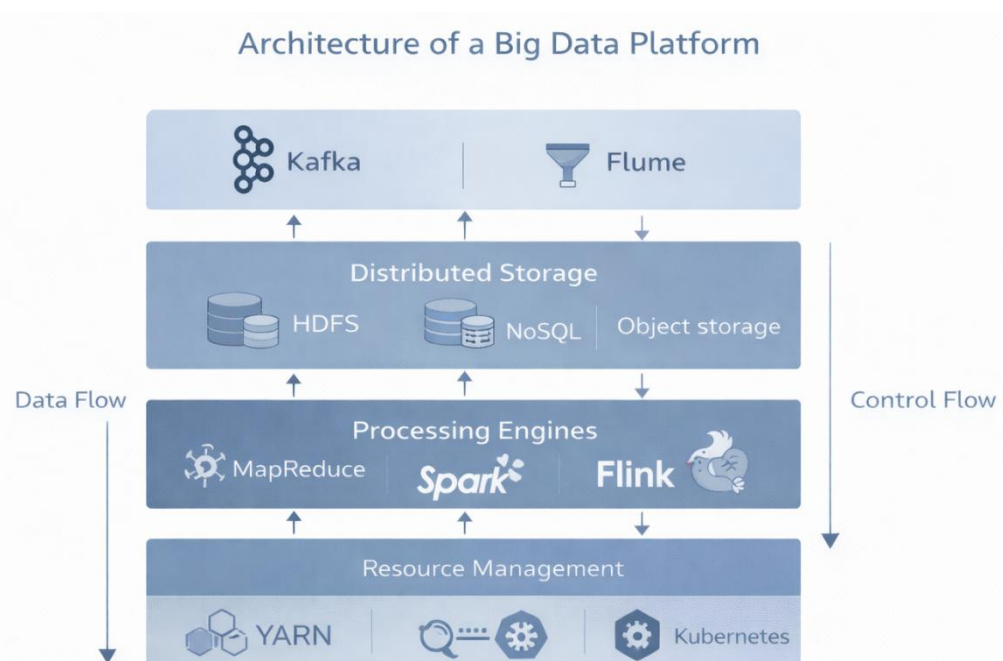 Architecture of a Big Data Platform
Kafka
Flume
Distributed Storage
HDFS
NoSQL
Object storage
Data Flow
Control Flow
Processing Engines
MapReduce
Spark
Flink
Resource Management
YARN
Kubernetes